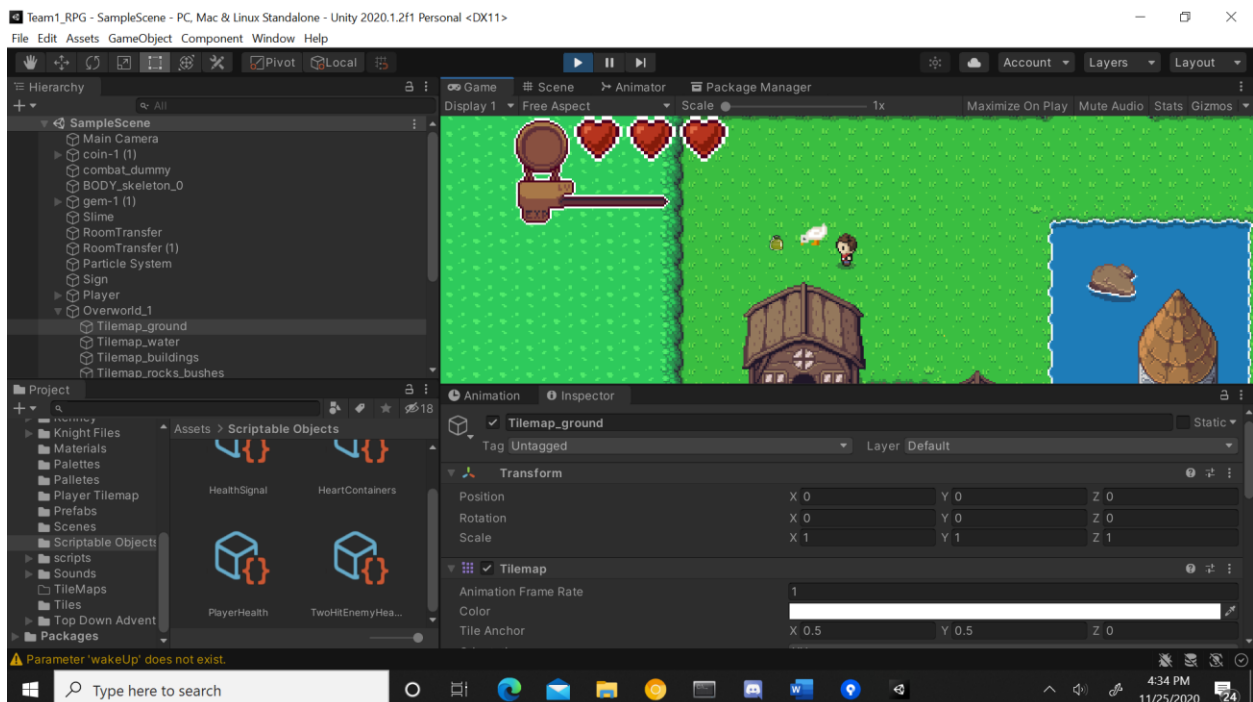 Team1_RPG - SampleScene - PC, Mac & Linux Standalone - Unity 2020.1.2f1 Personal <DX11>
File Edit Assets GameObject Component Window Help
Pivot Local Account Layers Layout
Hierarchy
All
SampleScene
Main Camera
coin-1 (1)
combat_dummy
BODY_skeleton_0
gem-1 (1)
Slime
RoomTransfer
RoomTransfer (1)
Particle System
Sign
Player
Overworld_1
Tilemap_ground
Tilemap_water
Tilemap_buildings
Tilemap_rocks_bushes
Game Scene Animator Package Manager
Display 1 Free Aspect Scale 1x Maximize On Play Mute Audio Stats Gizmos
LV
EXP
Project
18
Knight Files
Materials
Palettes
Palletes
Player Tilemap
Prefabs
Scenes
Scriptable Objects
scripts
Sounds
TileMaps
Tiles
Top Down Advent
Packages
Assets > Scriptable Objects
HealthSignal HeartContainers
PlayerHealth TwoHitEnemyHea...
Animation Inspector
Tilemap_ground Static
Tag Untagged Layer Default
Transform
Position X 0 Y 0 Z 0
Rotation X 0 Y 0 Z 0
Scale X 1 Y 1 Z 1
Tilemap
Animation Frame Rate 1
Color
Tile Anchor X 0.5 Y 0.5 Z 0
Parameter 'wakeUp' does not exist.
Type here to search
4:34 PM
11/25/2020
24